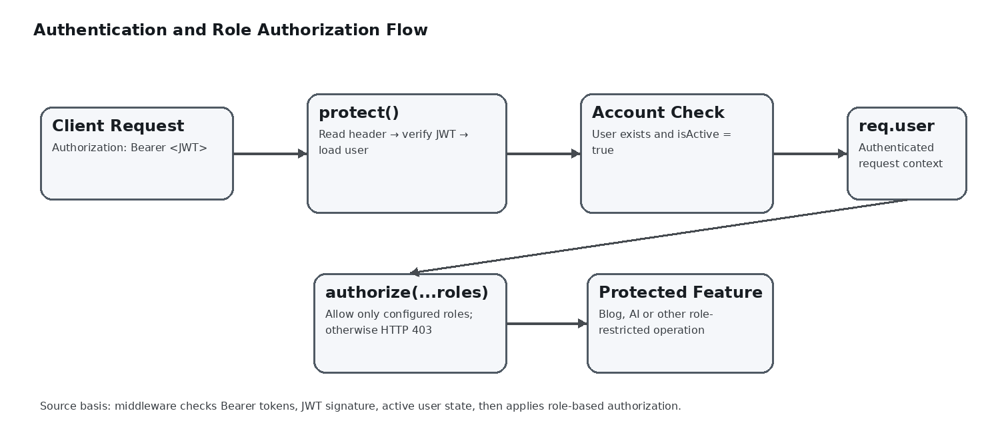 Authentication and Role Authorization Flow
Client Request
Authorization: Bearer <JWT>
protect()
Read header → verify JWT →
load user
Account Check
User exists and isActive =
true
req.user
Authenticated
request context
authorize(...roles)
Allow only configured roles;
otherwise HTTP 403
Protected Feature
Blog, AI or other role-
restricted operation
Source basis: middleware checks Bearer tokens, JWT signature, active user state, then applies role-based authorization.